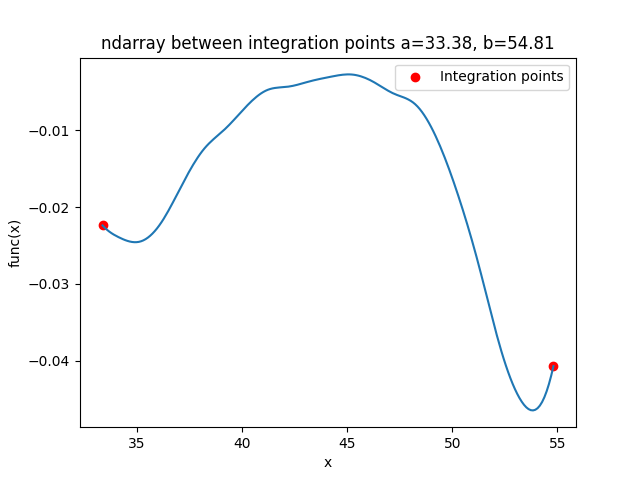 ndarray between integration points a=33.38, b=54.81
Integration points
−0.01
−0.02
−0.03
−0.04
func(x)
35
40
45
50
55
x